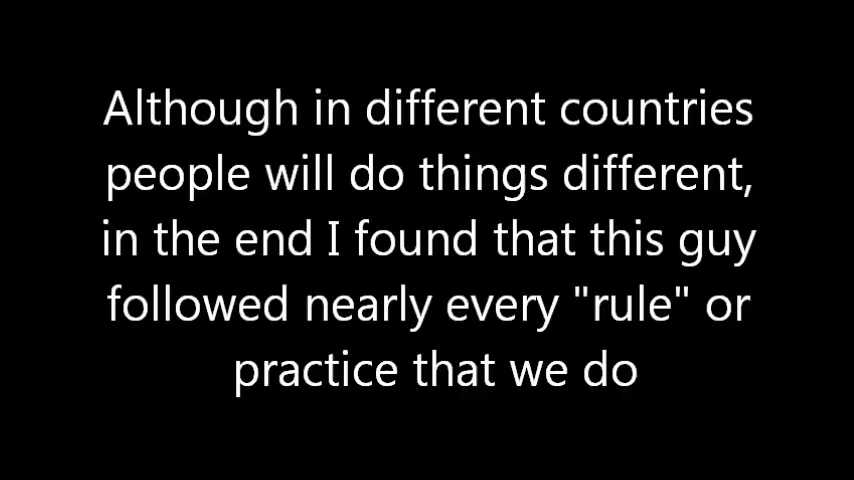 Although in different countries
people will do things different,
in the end I found that this guy
followed nearly every "rule" or
practice that we do